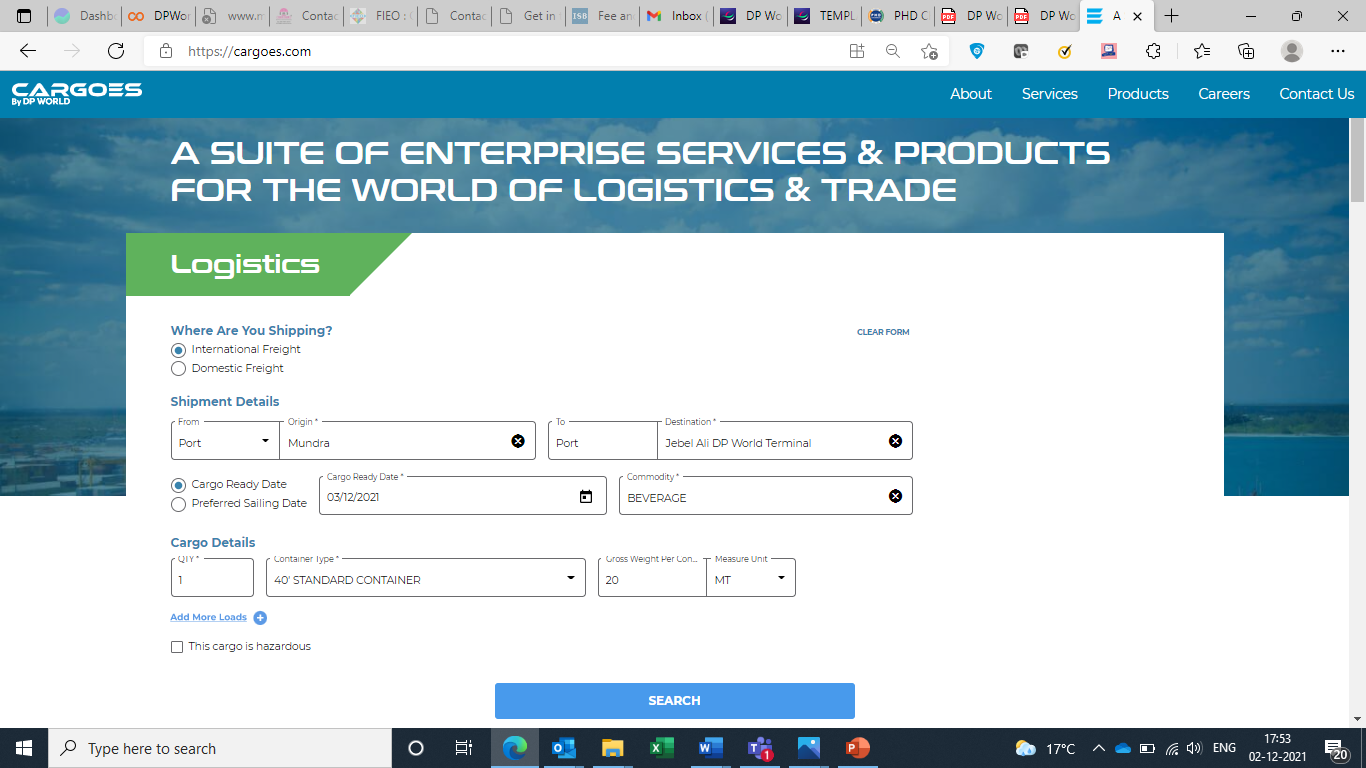 Dashb
DPWor
www.m
Contac
FIEO : 
Contac
Get in
Fee an
Inbox (
DP Wo
TEMPL
PHD C
DP Wo
DP Wo
A
https://cargoes.com
CARGOES
By DP WORLD
About Services Products Careers Contact Us
A SUITE OF ENTERPRISE SERVICES & PRODUCTS
FOR THE WORLD OF LOGISTICS & TRADE
Logistics
Where Are You Shipping?
CLEAR FORM
International Freight
Domestic Freight
Shipment Details
From Origin * To Destination *
Port Mundra Port Jebel Ali DP World Terminal
Cargo Ready Date
Preferred Sailing Date
Cargo Ready Date *
03/12/2021
Commodity *
BEVERAGE
Cargo Details
QTY * Container Type * Gross Weight Per Con... Measure Unit
1 40' STANDARD CONTAINER 20 MT
Add More Loads
This cargo is hazardous
SEARCH
Type here to search
1
17°C
ENG
17:53
02-12-2021
20